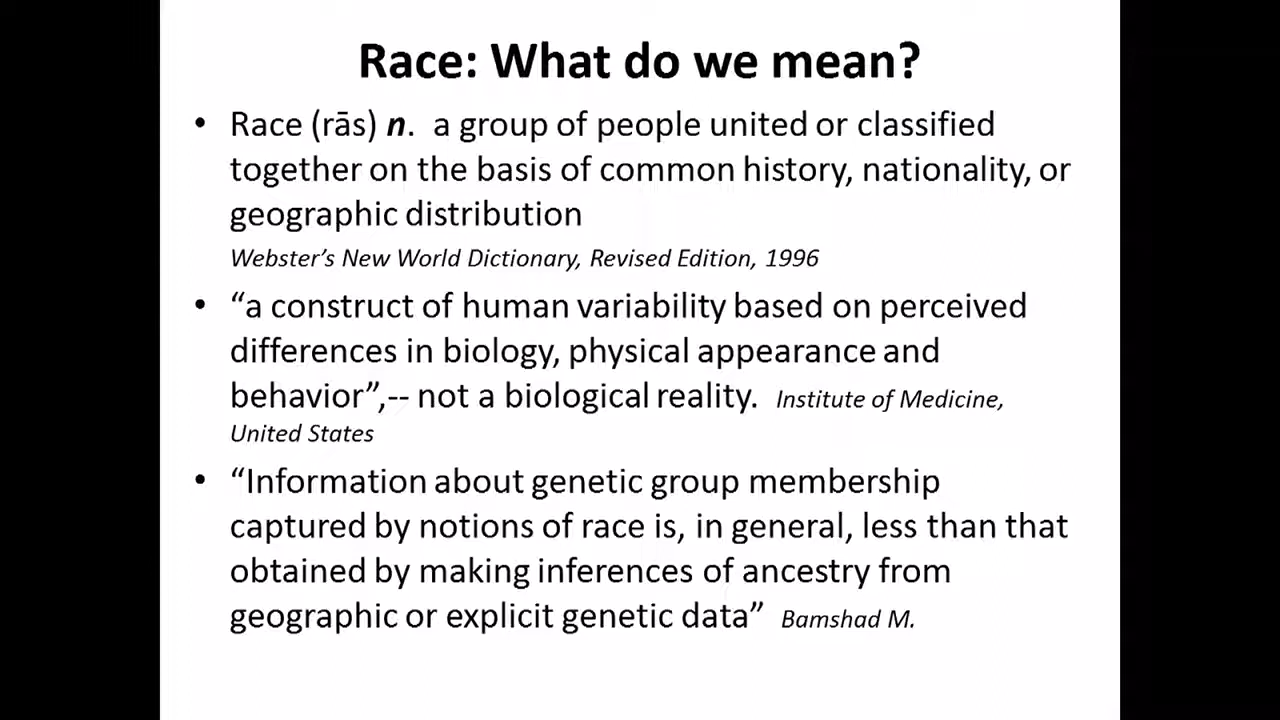 Race: What do we mean?
• Race (rās) n. a group of people united or classified
together on the basis of common history, nationality, or
geographic distribution
Webster’s New World Dictionary, Revised Edition, 1996
• “a construct of human variability based on perceived
differences in biology, physical appearance and
behavior”,-- not a biological reality. Institute of Medicine,
United States
• “Information about genetic group membership
captured by notions of race is, in general, less than that
obtained by making inferences of ancestry from
geographic or explicit genetic data” Bamshad M.